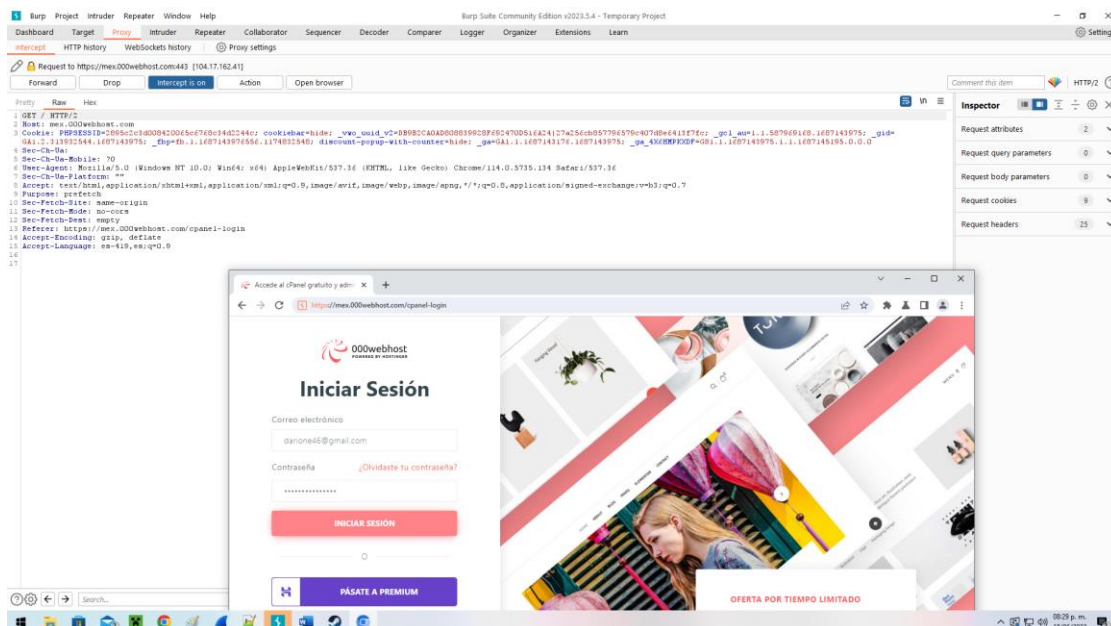 Burp Project Intruder Repeater Window Help
Burp Suite Community Edition v2023.5.4 - Temporary Project
Dashboard Target Proxy Intruder Repeater Collaborator Sequencer Decoder Comparer Logger Organizer Extensions Learn
Setting
Intercept HTTP history WebSockets history Proxy settings
Request to https://mex.000webhost.com:443 [104.17.162.41]
Forward Drop Intercept is on Action Open browser
Comment this item HTTP/2
Pretty Raw Hex
\n
Inspector
1 GET / HTTP/2
2 Host: mex.000webhost.com
5 Sec-Ch-Ua-Mobile: ?0
6 User-Agent: Mozilla/5.0 (Windows NT 10.0; Win64; x64) AppleWebKit/537.36 (KHTML, like Gecko) Chrome/114.0.5735.134 Safari/537.36
7 Sec-Ch-Ua-Platform: ""
8 Accept: text/html,application/xhtml+xml,application/xml;q=0.9,image/avif,image/webp,image/apng,*/*;q=0.8,application/signed-exchange;v=b3;q=0.7
9 Purpose: prefetch
10 Sec-Fetch-Site: same-origin
11 Sec-Fetch-Mode: no-cors
12 Sec-Fetch-Dest: empty
13 Referer: https://mex.000webhost.com/cpanel-login
14 Accept-Encoding: gzip, deflate
15 Accept-Language: es-419,es;q=0.9
16
17
Request attributes 2
Request query parameters 0
Request body parameters 0
Request cookies 9
Request headers 25
Accede al cPanel gratuito y admi
https://mex.000webhost.com/cpanel-login
000webhost
POWERED BY HOSTINGER
Iniciar Sesión
Correo electrónico
darione46@gmail.com
Contraseña ¿Olvidaste tu contraseña?
INICIAR SESIÓN
O
PÁSATE A PREMIUM
OFERTA POR TIEMPO LIMITADO
Search...
08:29 p. m.